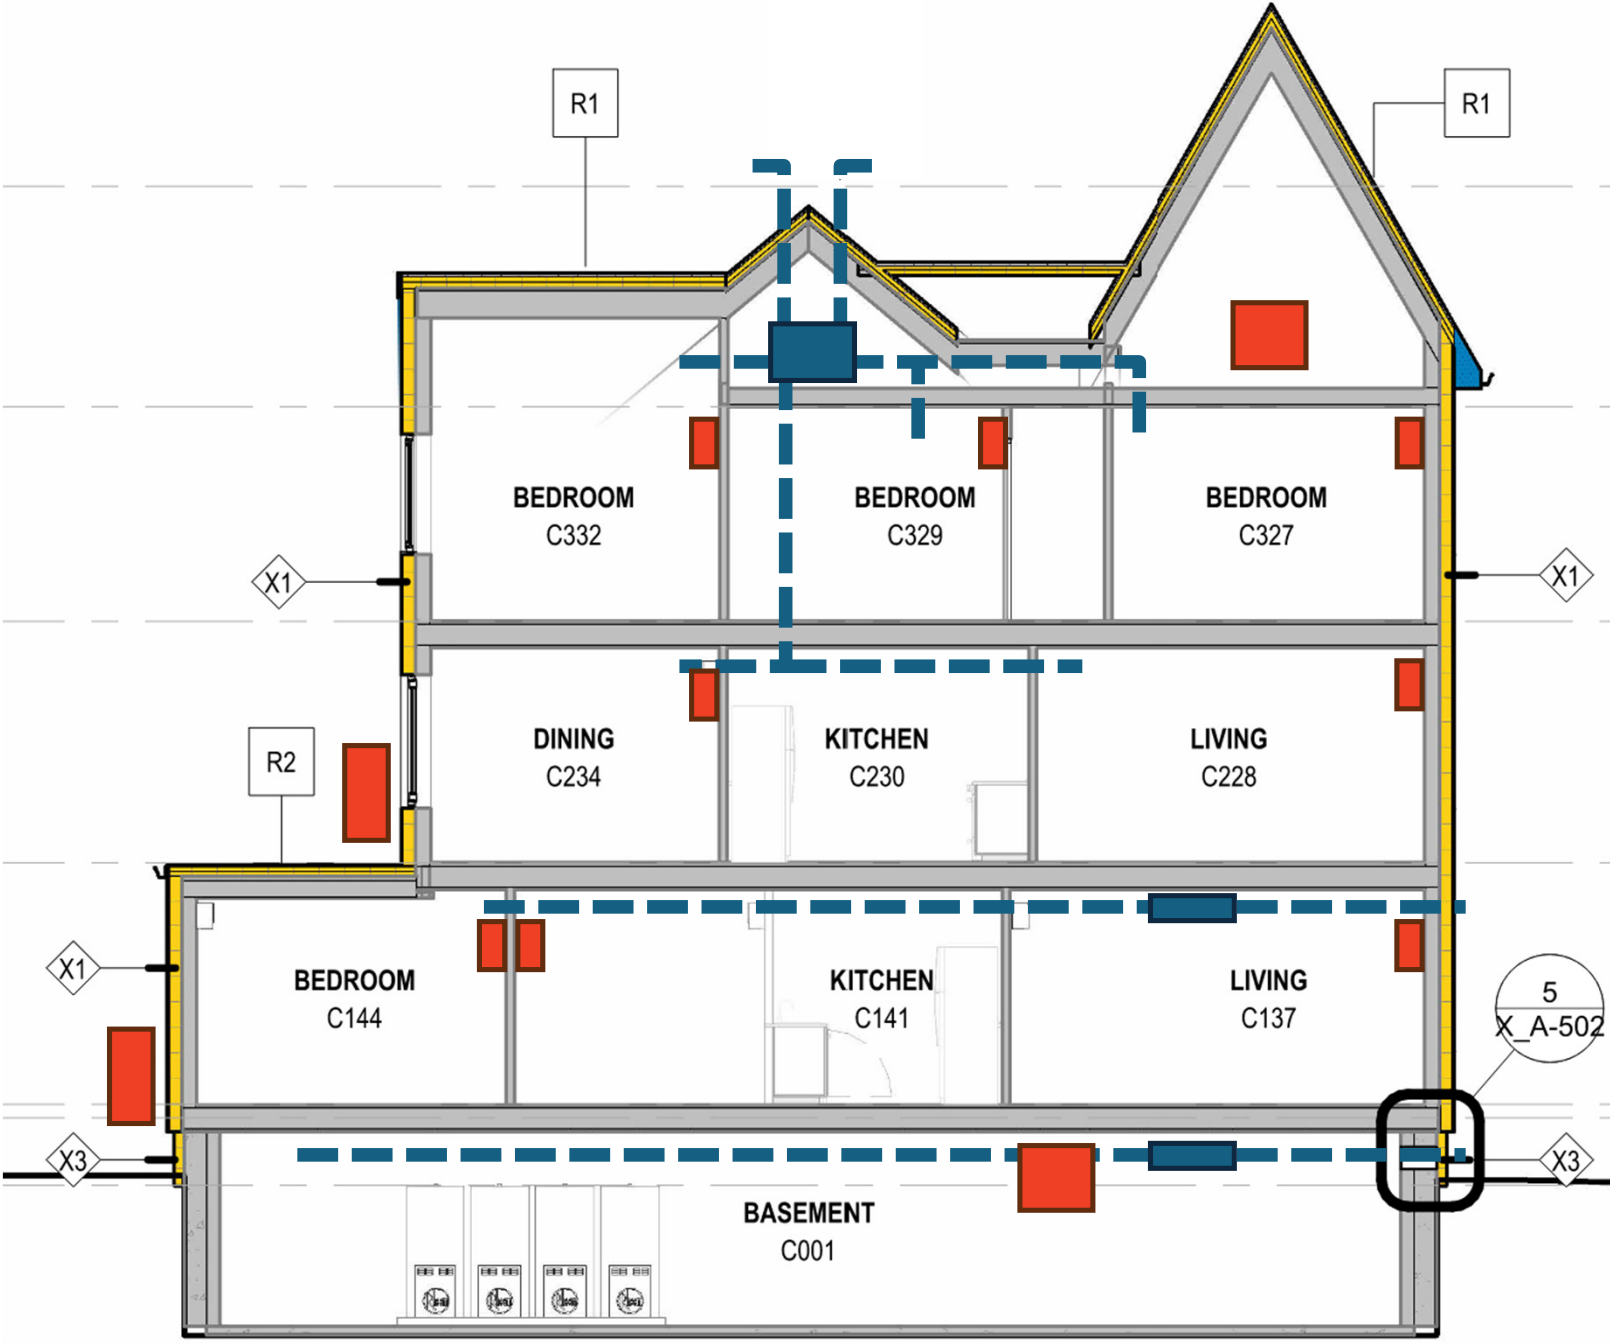 R1
R1
BEDROOM
C332
BEDROOM
C329
BEDROOM
C327
X1
X1
DINING
C234
KITCHEN
C230
LIVING
C228
R2
BEDROOM
C144
KITCHEN
C141
LIVING
C137
X1
5
X_A-502
X3
X3
BASEMENT
C001